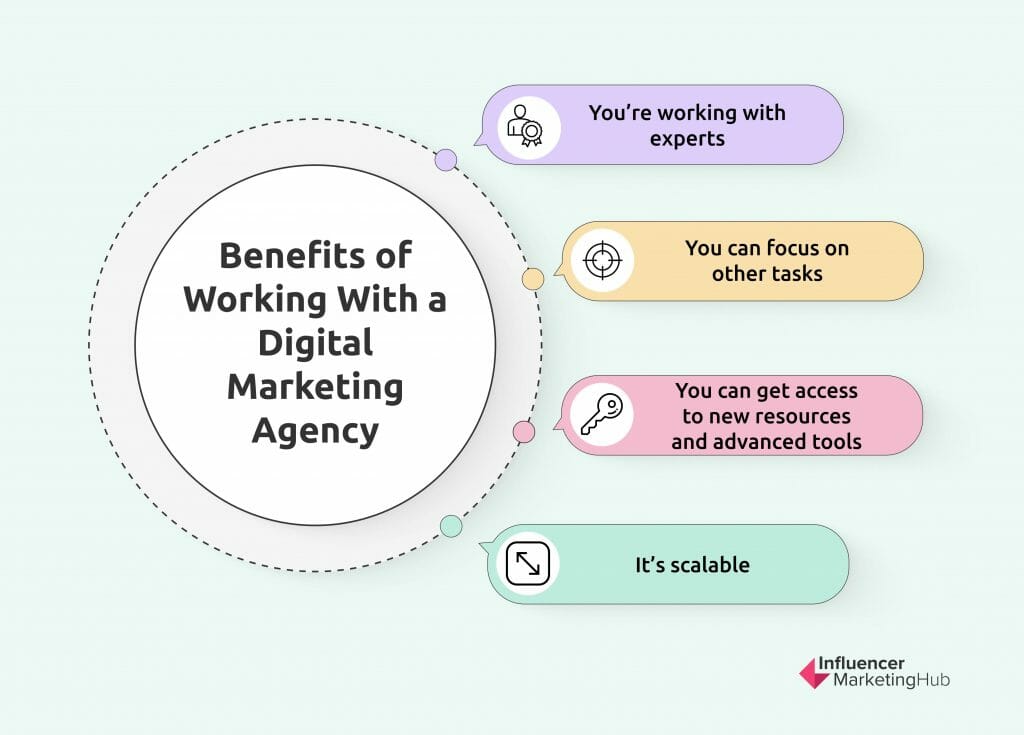 Benefits of
Working With a
Digital
Marketing
Agency
You're working with
experts
You can focus on
other tasks
You can get access
to new resources
and advanced tools
It's scalable
Influencer
MarketingHub